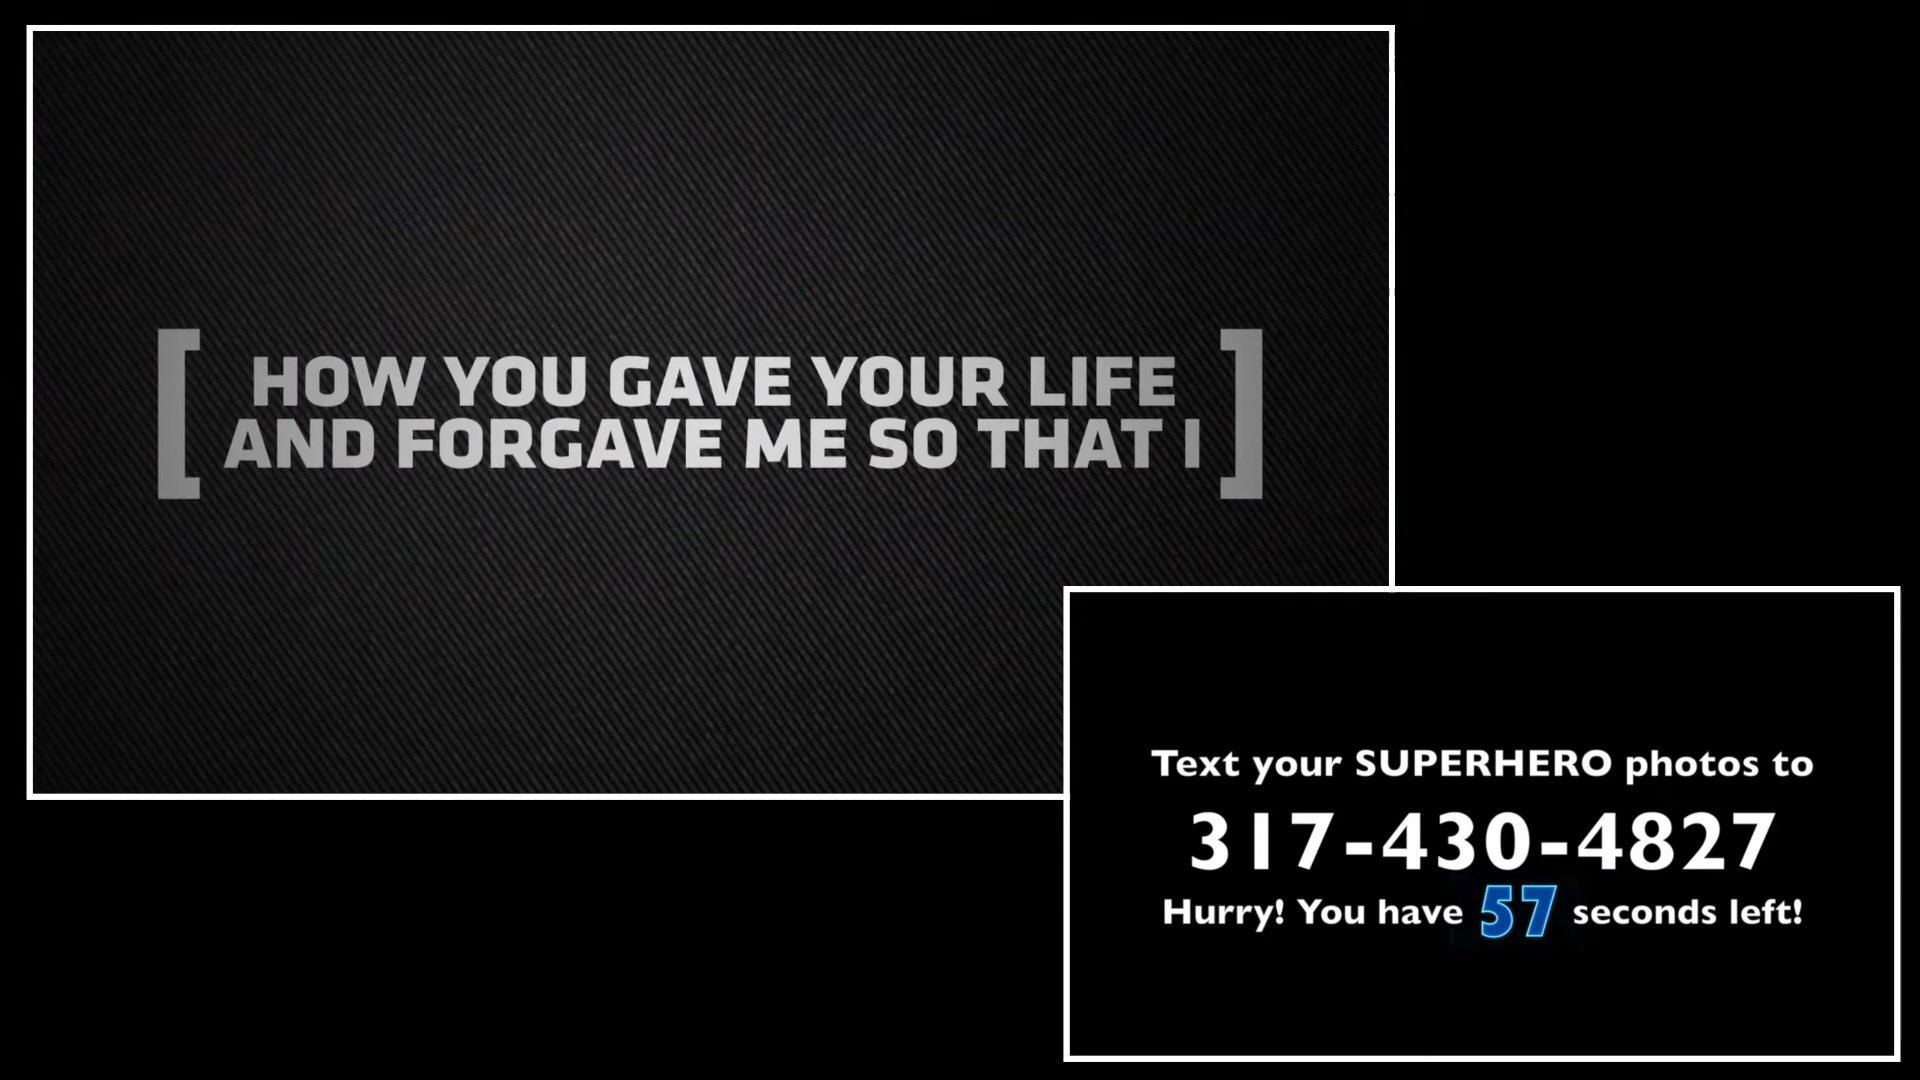 [HOW YOU GAVE YOUR LIFE
AND FORGAVE ME SO THAT I]
Text your SUPERHERO photos to
317-430-4827
Hurry! You have 57 seconds left!